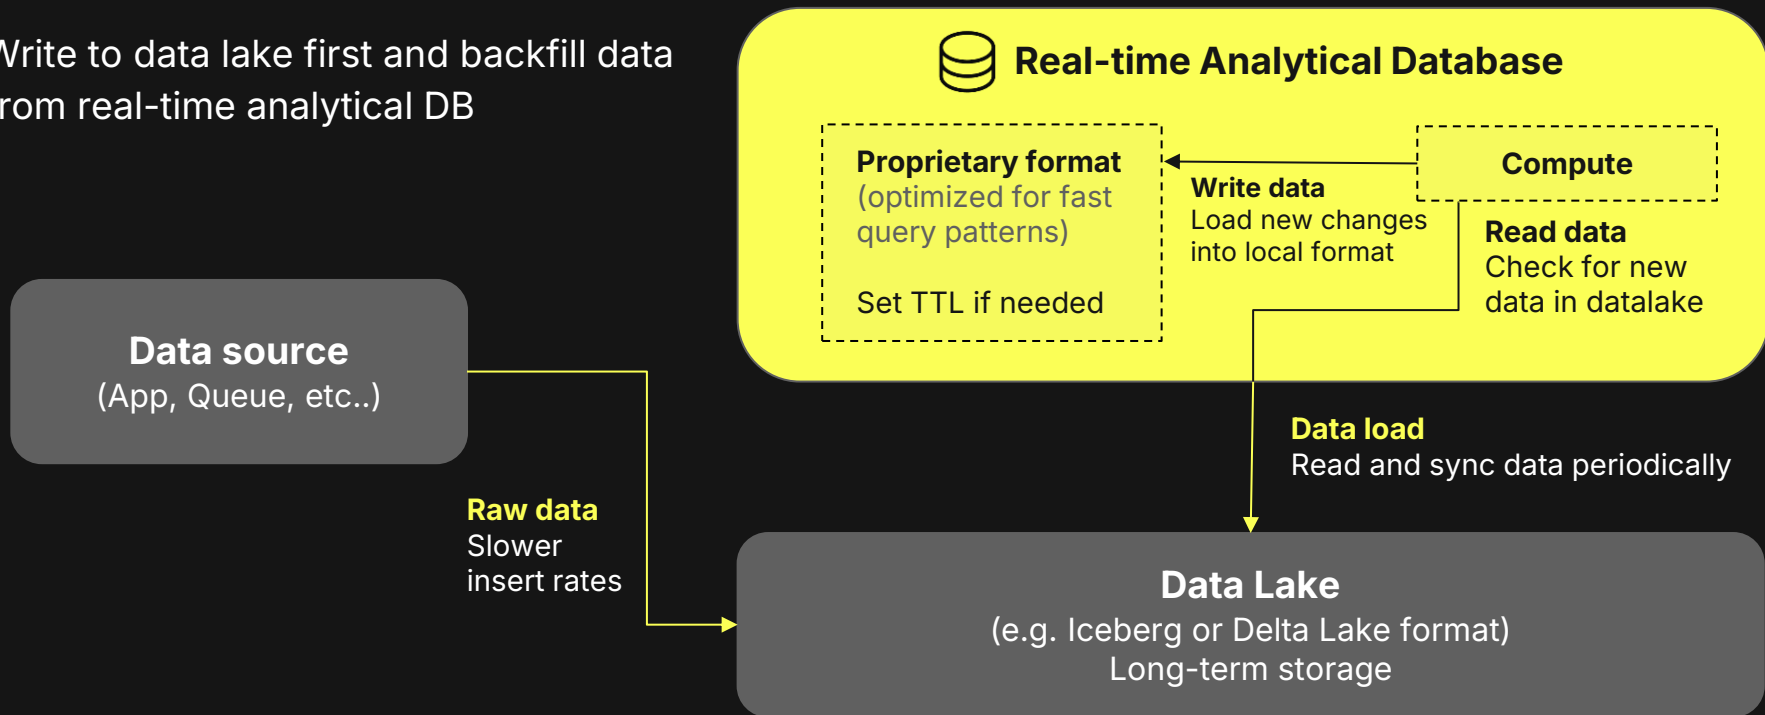 Write to data lake first and backfill data
from real-time analytical DB
Real-time Analytical Database
Proprietary format
(optimized for fast
query patterns)
Set TTL if needed
Write data
Load new changes
into local format
Compute
Read data
Check for new
data in datalake
Data source
(App, Queue, etc..)
Raw data
Slower
insert rates
Data load
Read and sync data periodically
Data Lake
(e.g. Iceberg or Delta Lake format)
Long-term storage